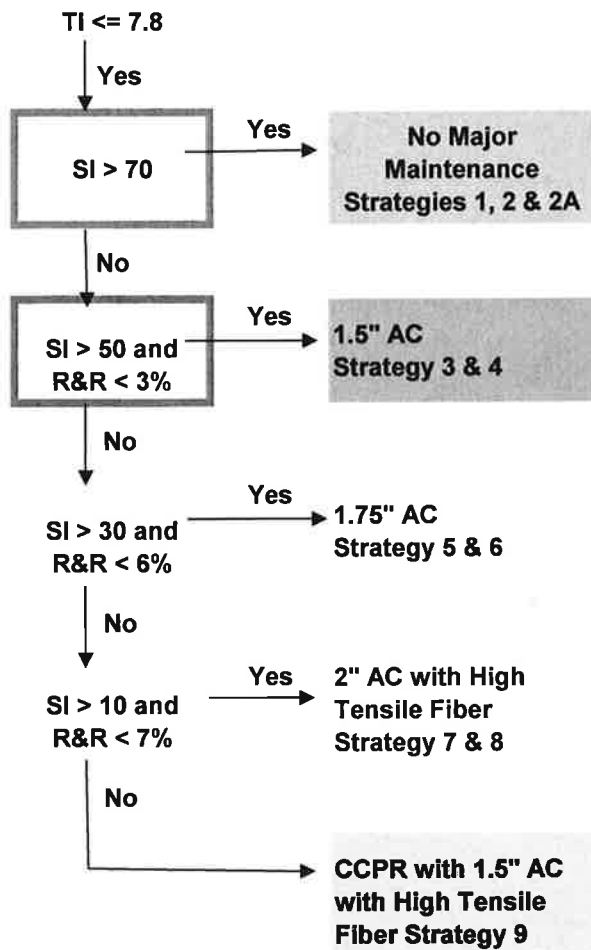 TI <= 7.8
Yes
SI > 70
Yes
No Major
Maintenance
Strategies 1, 2 & 2A
No
SI > 50 and
R&R < 3%
Yes
1.5" AC
Strategy 3 & 4
No
SI > 30 and
R&R < 6%
Yes
1.75" AC
Strategy 5 & 6
No
SI > 10 and
R&R < 7%
Yes
2" AC with High
Tensile Fiber
Strategy 7 & 8
No
CCPR with 1.5" AC
with High Tensile
Fiber Strategy 9